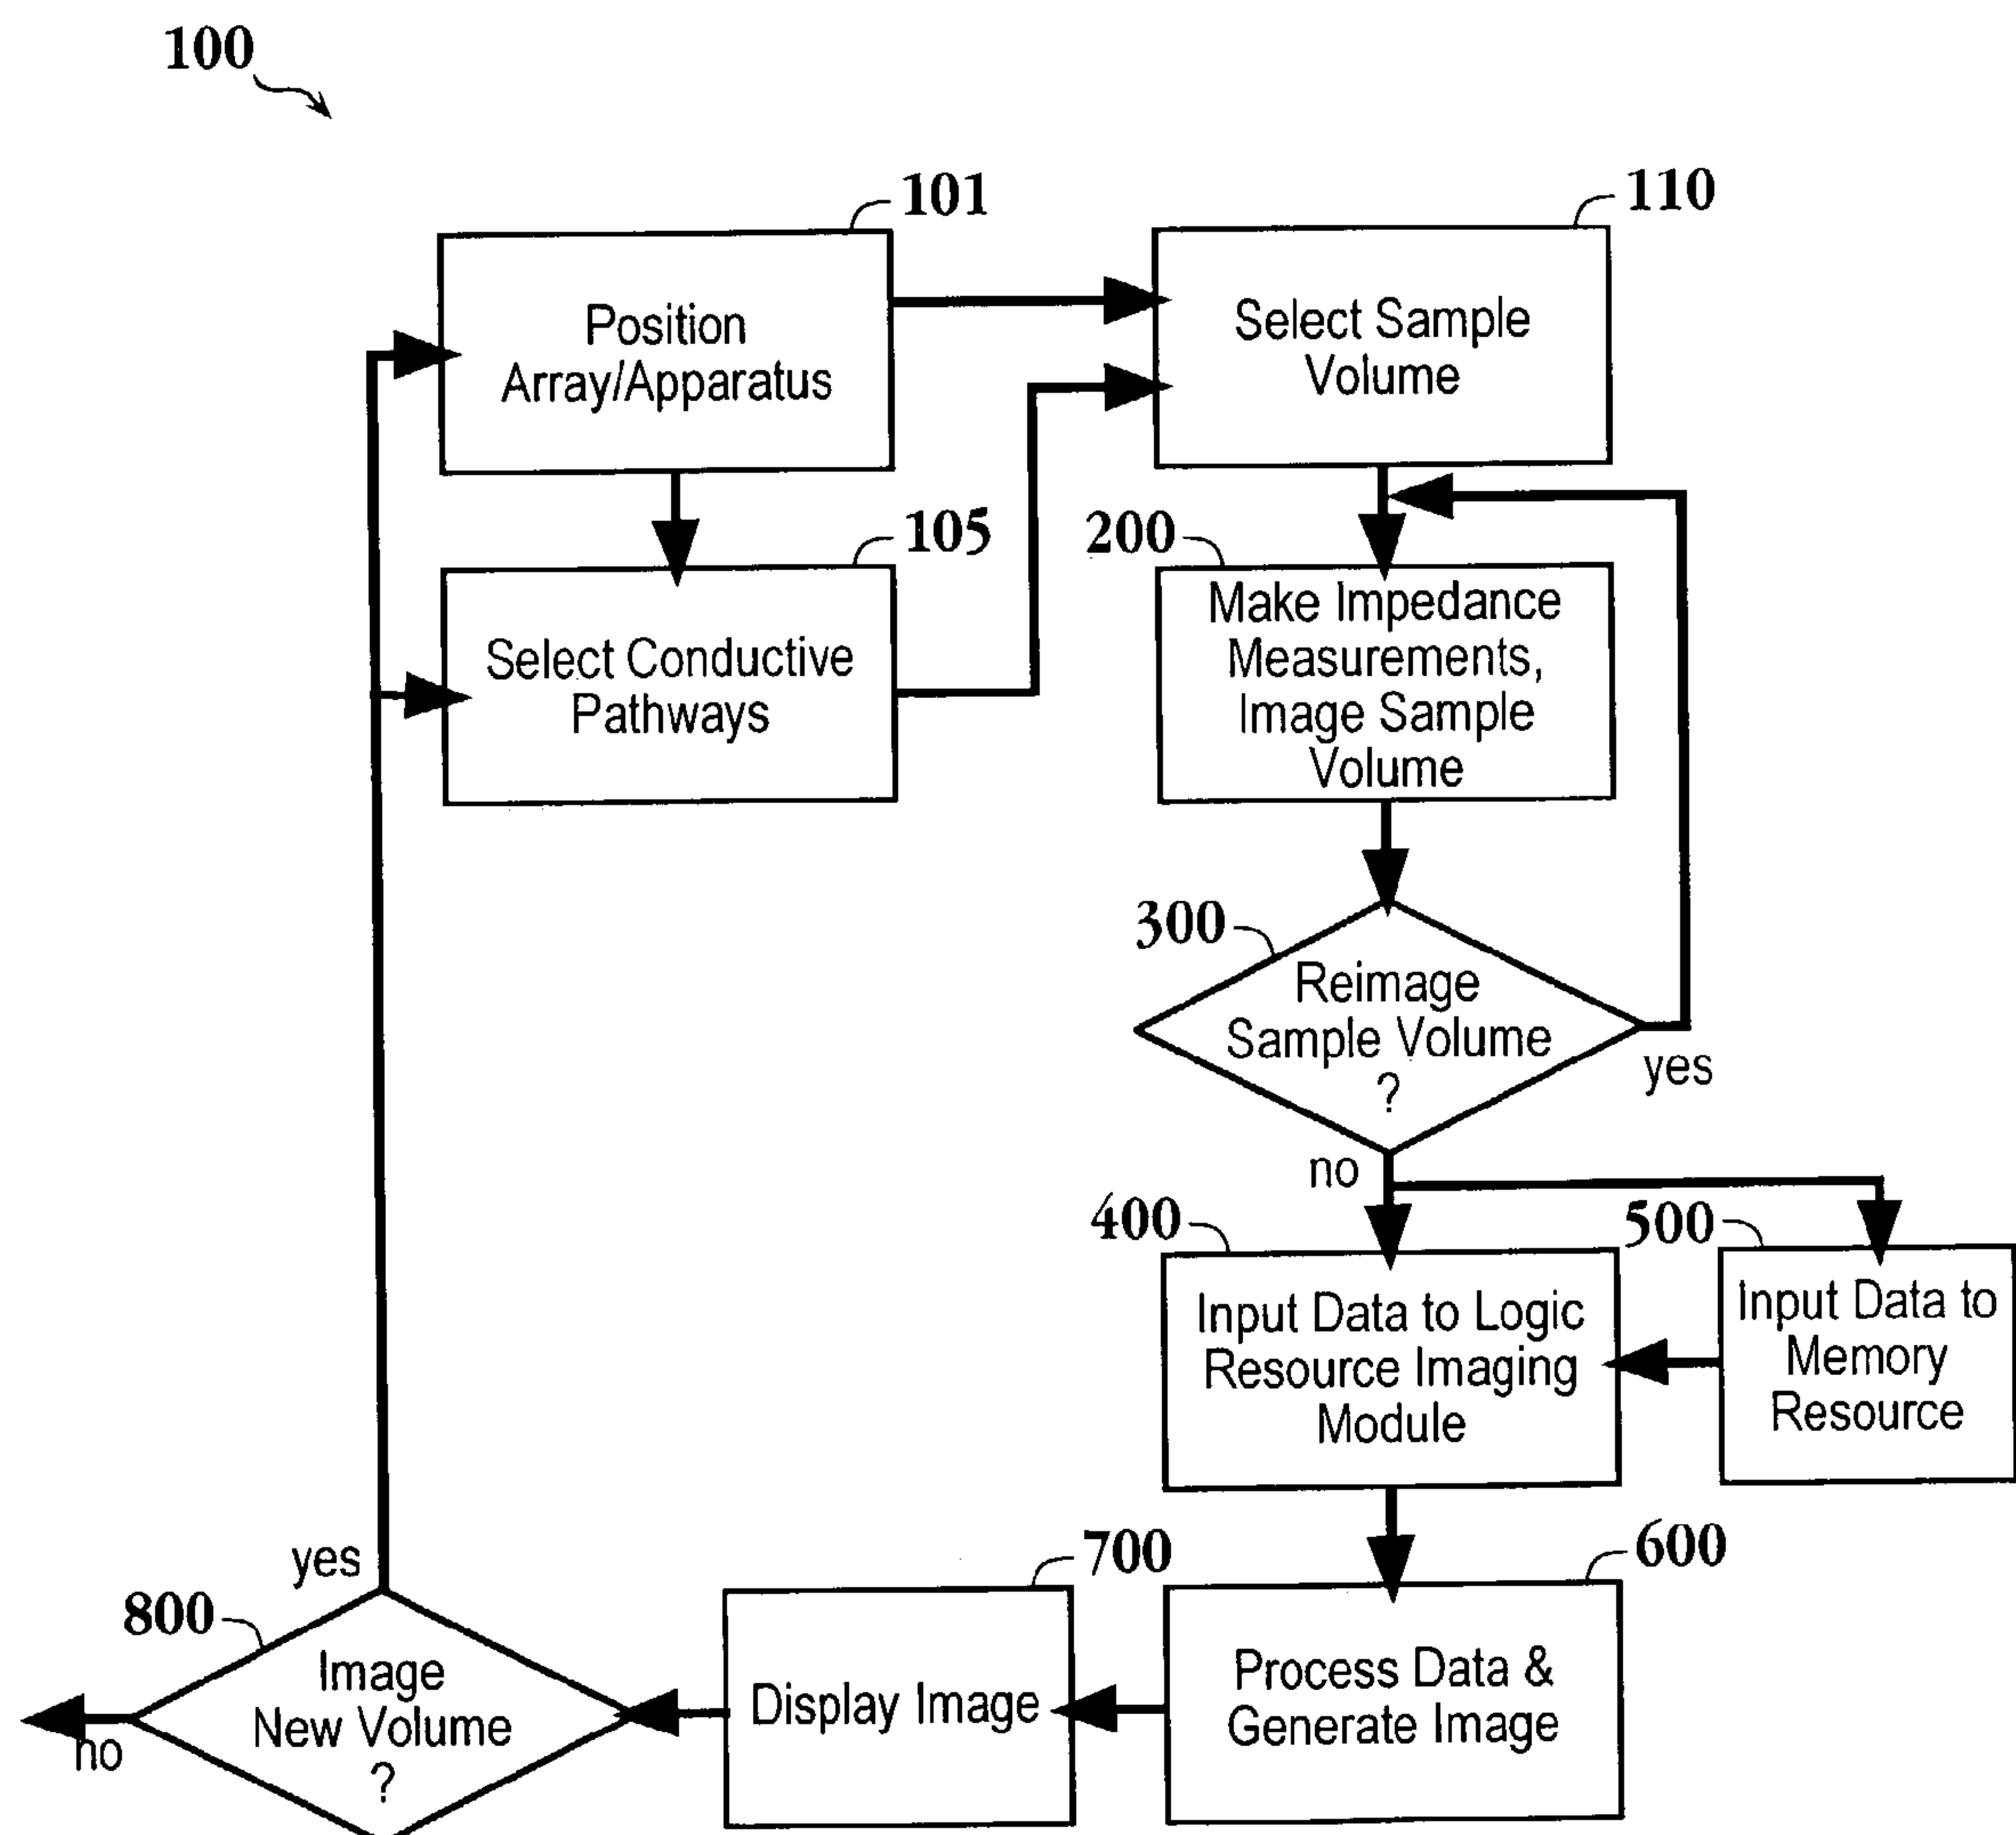 100
101
Position
Array/Apparatus
110
Select Sample
Volume
105
Select Conductive
Pathways
200
Make Impedance
Measurements,
Image Sample
Volume
300
Reimage
Sample Volume
?
yes
no
400
Input Data to Logic
Resource Imaging
Module
500
Input Data to
Memory
Resource
600
Process Data &
Generate Image
700
Display Image
800
yes
Image
New Volume
?
no